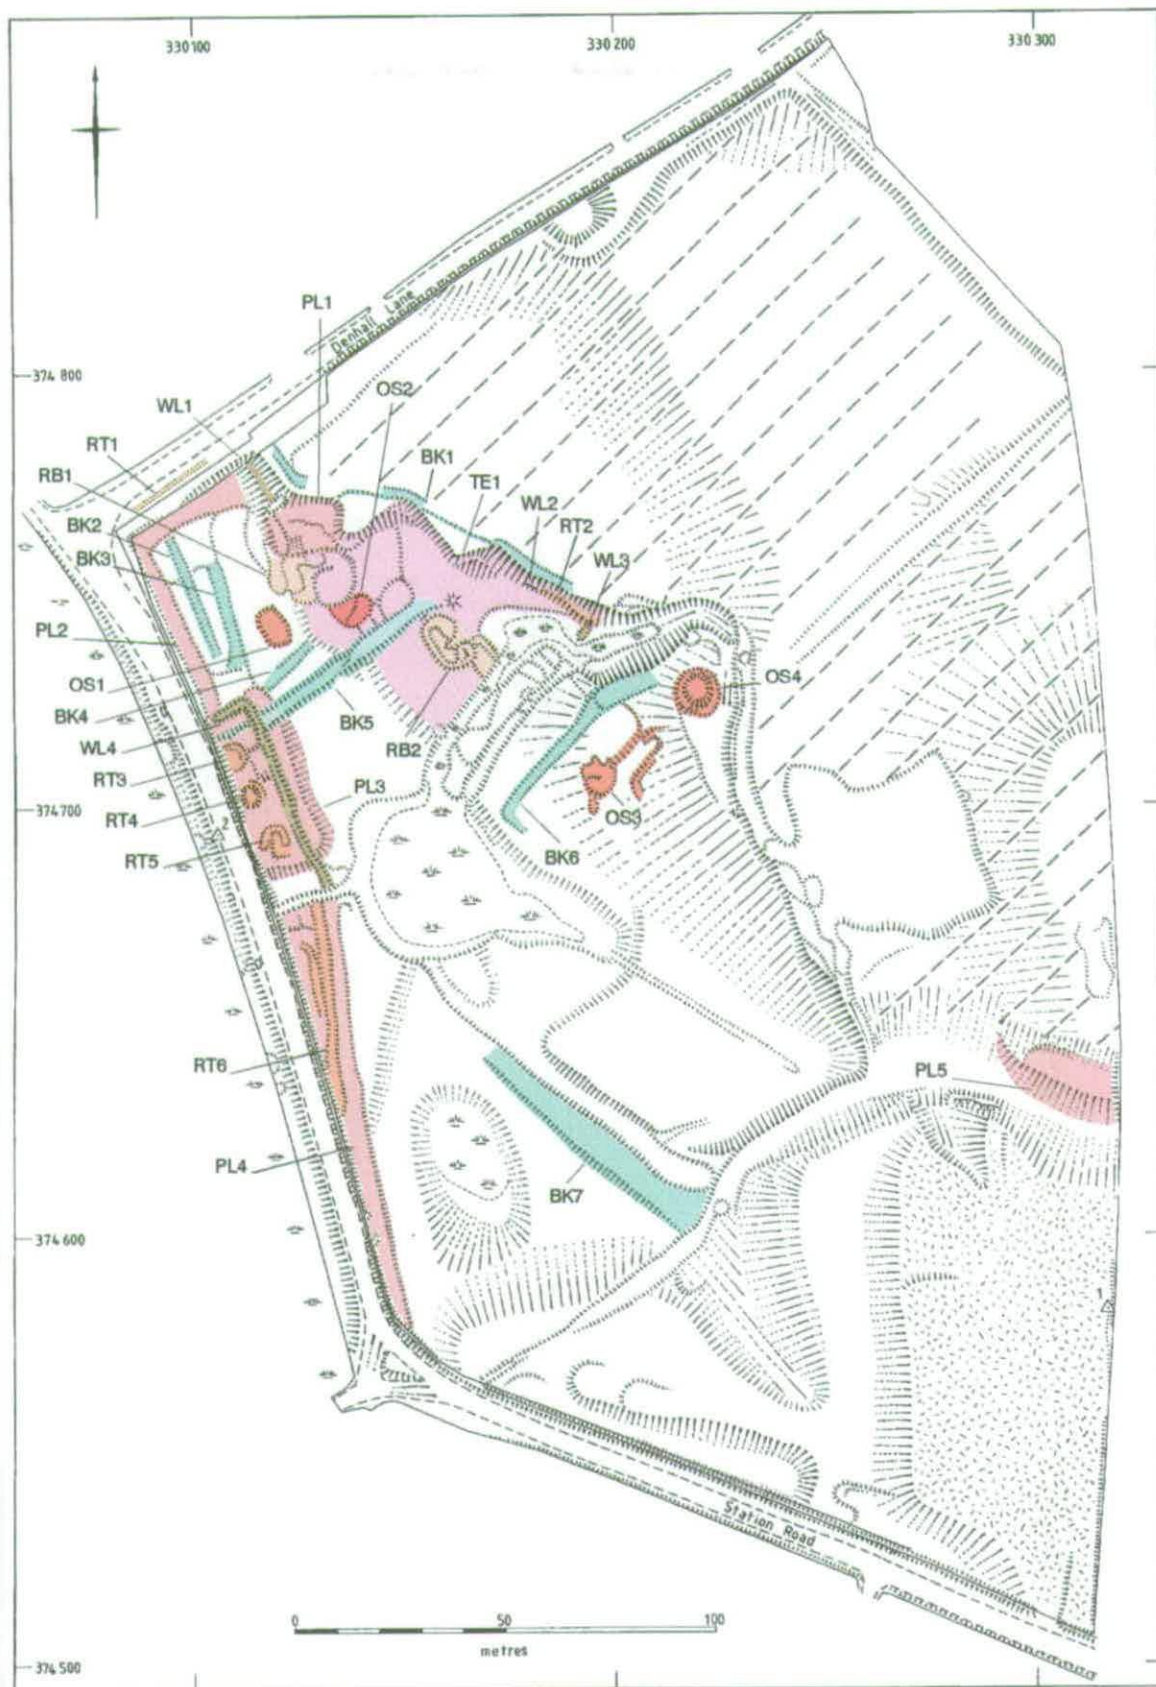 330 100
330 200
330 300
Denhall Lane
PL1
374 800
WL1
OS2
RT1
BK1
RB1
TE1
WL2
BK2
RT2
BK3
WL3
PL2
OS1
OS4
BK4
BK5
WL4
RB2
RT3
PL3
374 700
RT4
OS3
2
RT5
BK6
RT6
PL5
PL4
BK7
374 600
1
Station Road
0 50 100
metres
374 500